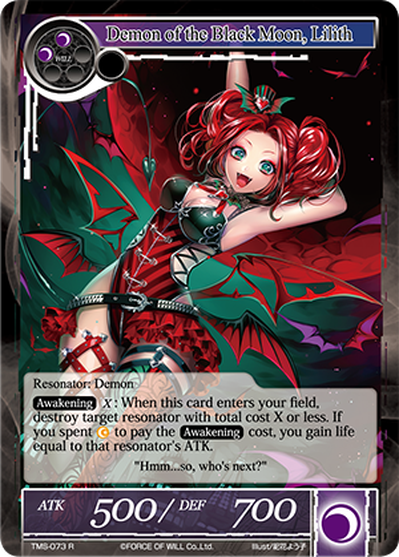 Demon of the Black Moon, Lilith
WILL
Resonator: Demon
Awakening X: When this card enters your field,
destroy target resonator with total cost X or less. If
you spent to pay the Awakening cost, you gain life
equal to that resonator's ATK.
"Hmm...so, who's next?"
ATK 500/ DEF 700
TMS-073 R
©FORCE OF WILL Co.,Ltd.